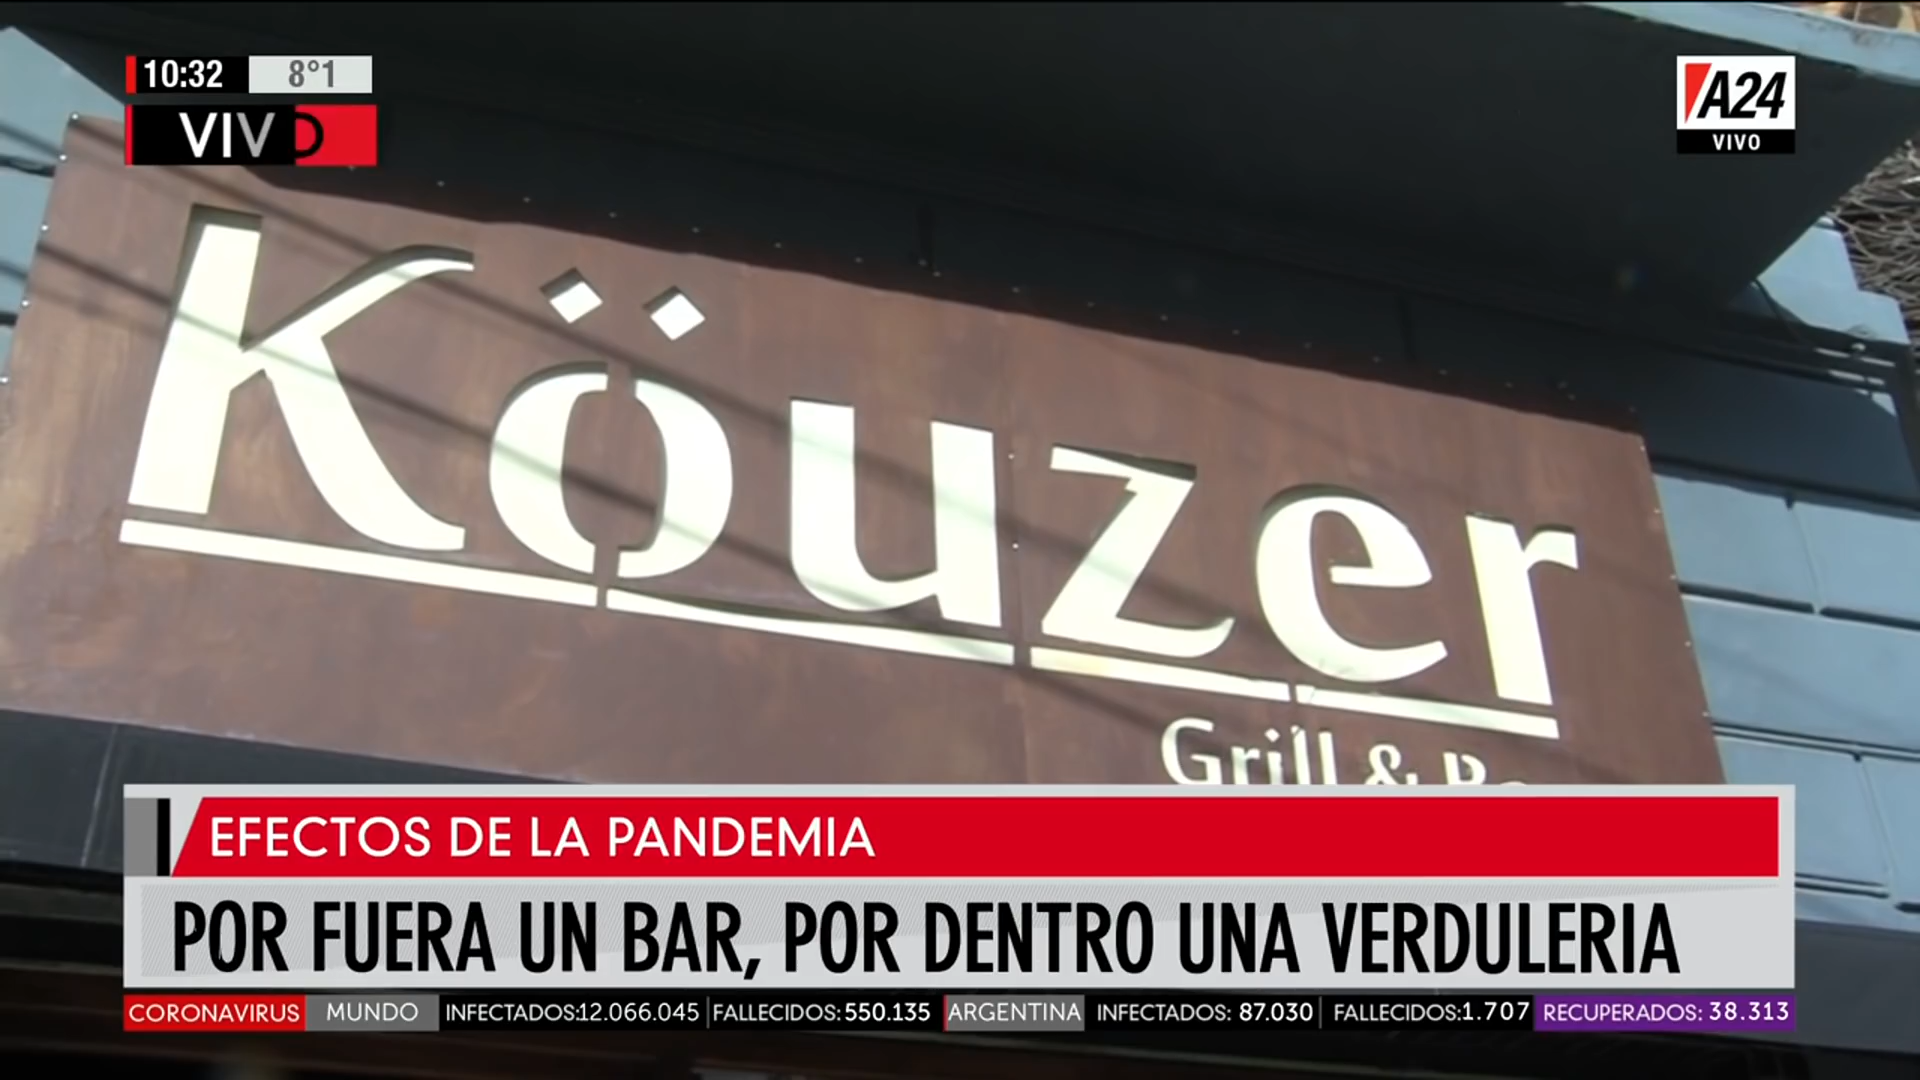 10:32 8°1
VIVO
A24
VIVO
Köuzer
Grill &
EFECTOS DE LA PANDEMIA
POR FUERA UN BAR, POR DENTRO UNA VERDULERIA
CORONAVIRUS MUNDO INFECTADOS:12.066.045 FALLECIDOS:550.135 ARGENTINA INFECTADOS: 87.030 FALLECIDOS:1.707 RECUPERADOS: 38.313